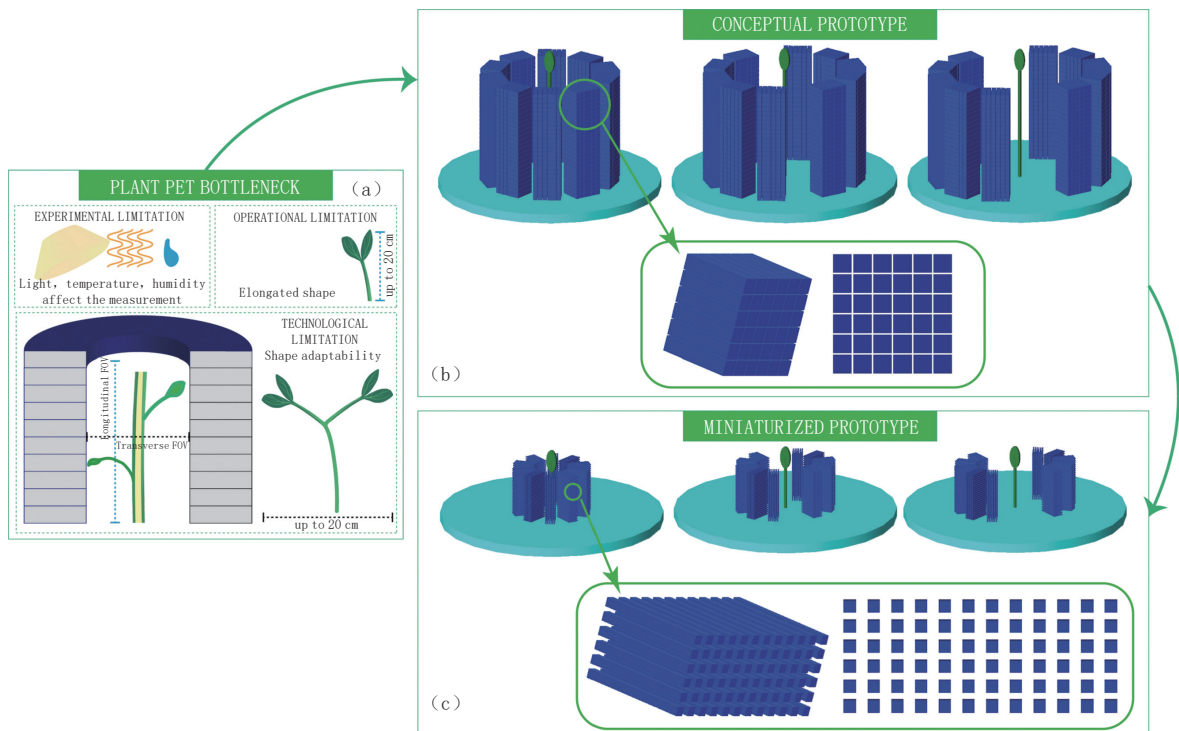 CONCEPTUAL PROTOTYPE
PLANT PET BOTTLENECK
(a)
EXPERIMENTAL LIMITATION
Light, temperature, humidity
affect the measurement
OPERATIONAL LIMITATION
Elongated shape
up to 20 cm
TECHNOLOGICAL
LIMITATION
Shape adaptability
Longitudinal FOV
Transverse FOV
up to 20 cm
(b)
MINIATURIZED PROTOTYPE
(c)